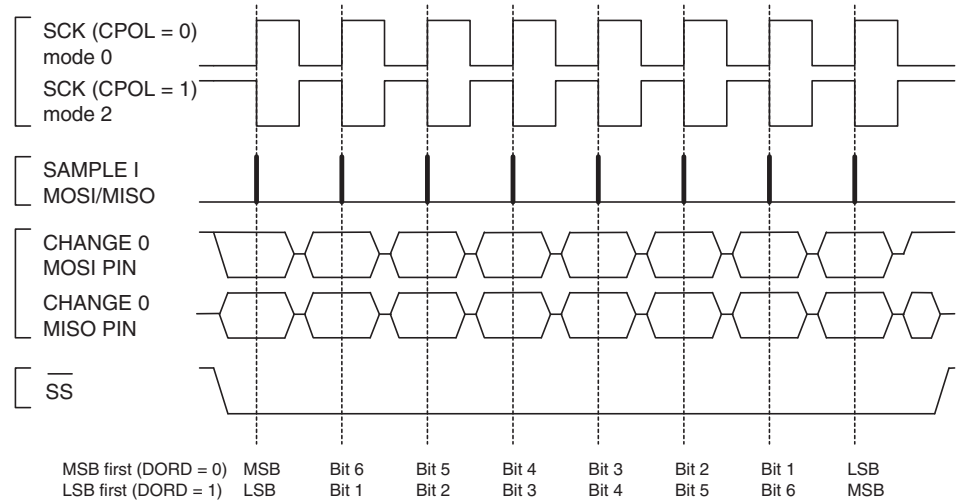 SCK (CPOL = 0)
mode 0
SCK (CPOL = 1)
mode 2
SAMPLE I
MOSI/MISO
CHANGE 0
MOSI PIN
CHANGE 0
MISO PIN
SS
MSB first (DORD = 0) MSB Bit 6 Bit 5 Bit 4 Bit 3 Bit 2 Bit 1 LSB
LSB first (DORD = 1) LSB Bit 1 Bit 2 Bit 3 Bit 4 Bit 5 Bit 6 MSB